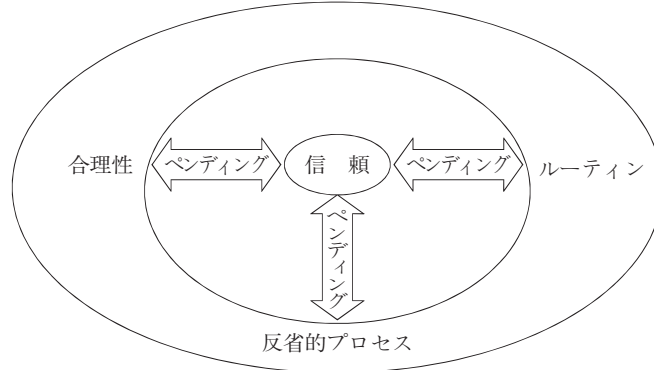 合理性
ペンディング
信 頼
ペンディング
ルーティン
ペンディング
反省的プロセス